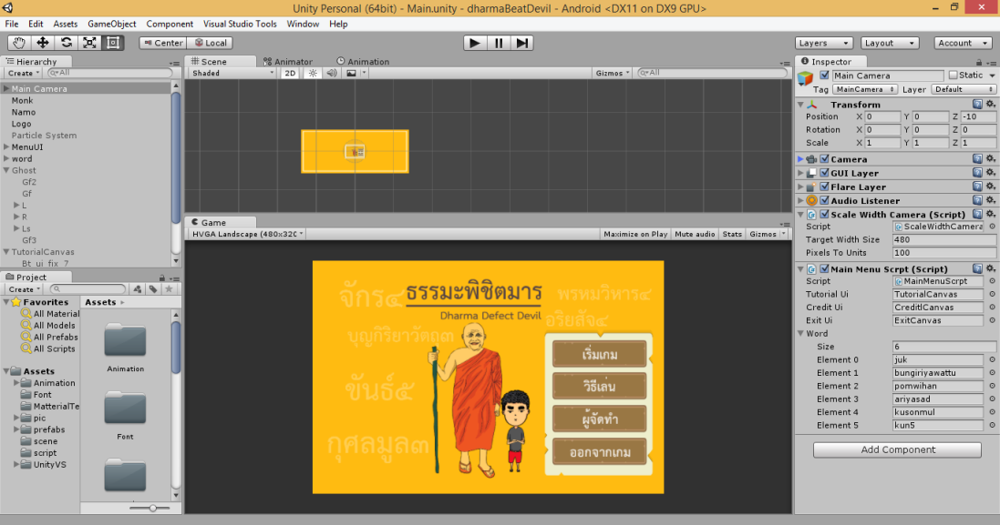 Unity Personal (64bit) - Main.unity - dharmaBeatDevil - Android <DX11 on DX9 GPU>
File Edit Assets GameObject Component Visual Studio Tools Window Help
Center Local Layers Layout Account
Hierarchy
Create All
Main Camera
Monk
Namo
Logo
Particle System
MenuUI
word
Ghost
Gf2
Gf
L
R
Ls
Gf3
TutorialCanvas
Bt_ui_fix_7
Project
Create
Favorites
All Material
All Models
All Prefabs
All Scripts
Assets
Animation
Font
MatterialTe
pic
prefabs
scene
script
UnityVS
Assets
Animation
Font
Scene Animator Animation
Shaded 2D Gizmos All
Game
HVGA Landscape (480x320 Maximize on Play Mute audio Stats Gizmos
จักร๔
ธรรมะพิชิตมาร
พรหมวิหาร๔
Dharma Defect Devil
อริยสัจ๔
บุญกิริยาวัตถุ๓
ขันธ์๕
กุศลมูล๓
เริ่มเกม
วิธีเล่น
ผู้จัดทำ
ออกจากเกม
Inspector
Main Camera Static
Tag MainCamera Layer Default
Transform
Position X 0 Y 0 Z -10
Rotation X 0 Y 0 Z 0
Scale X 1 Y 1 Z 1
Camera
GUI Layer
Flare Layer
Audio Listener
Scale Width Camera (Script)
Script ScaleWidthCamera
Target Width Size 480
Pixels To Units 100
Main Menu Scrpt (Script)
Script MainMenuScrpt
Tutorial Ui TutorialCanvas
Credit Ui CreditlCanvas
Exit Ui ExitCanvas
Word
Size 6
Element 0 juk
Element 1 bungiriyawattu
Element 2 pomwihan
Element 3 ariyasad
Element 4 kusonmul
Element 5 kun5
Add Component